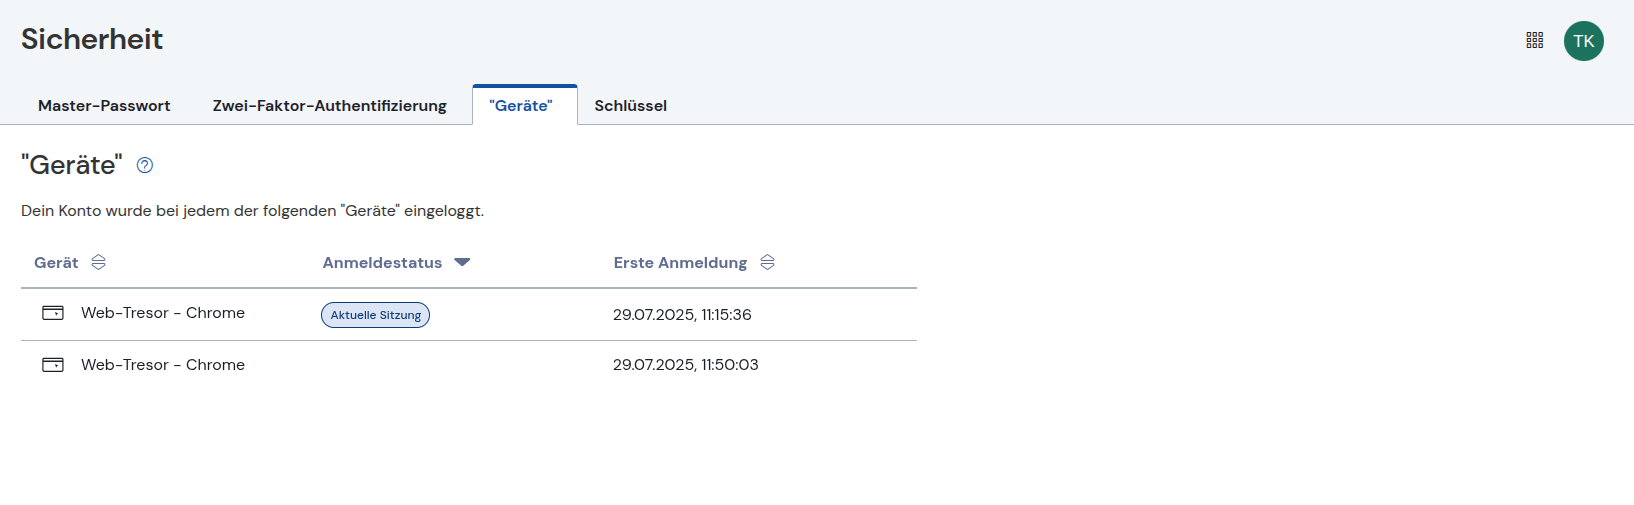 Sicherheit
TK
Master-Passwort Zwei-Faktor-Authentifizierung "Geräte" Schlüssel
"Geräte"
Dein Konto wurde bei jedem der folgenden "Geräte" eingeloggt.
Gerät Anmeldestatus Erste Anmeldung
Web-Tresor - Chrome Aktuelle Sitzung 29.07.2025, 11:15:36
Web-Tresor - Chrome 29.07.2025, 11:50:03